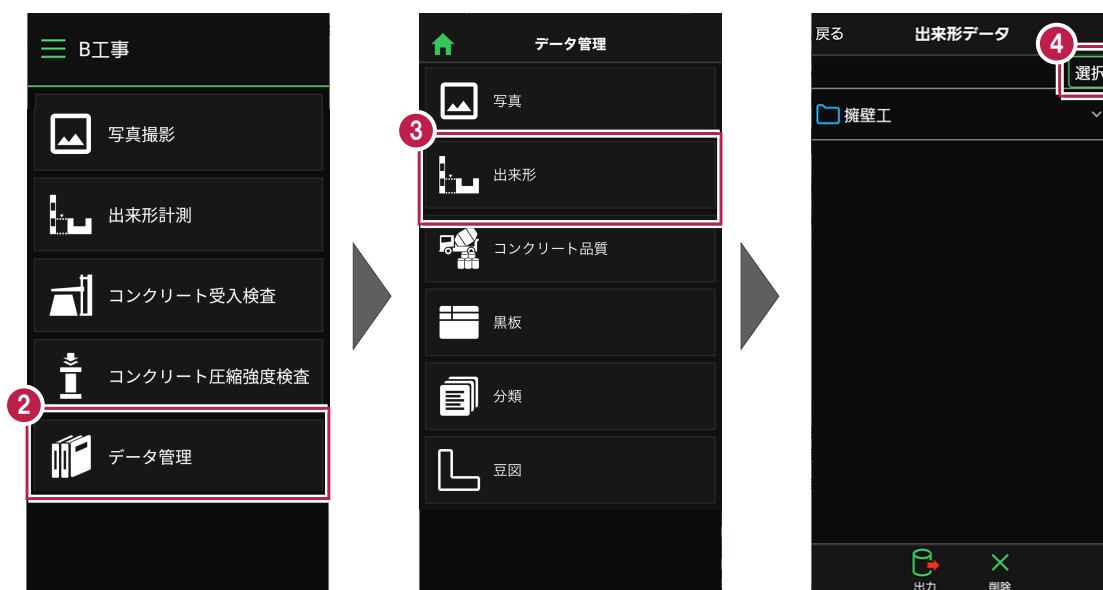 B工事
写真撮影
出来形計測
コンクリート受入検査
コンクリート圧縮強度検査
2
データ管理
データ管理
写真
3
出来形
コンクリート品質
黒板
分類
豆図
戻る
出来形データ
4
選択
擁壁工
出力
削除